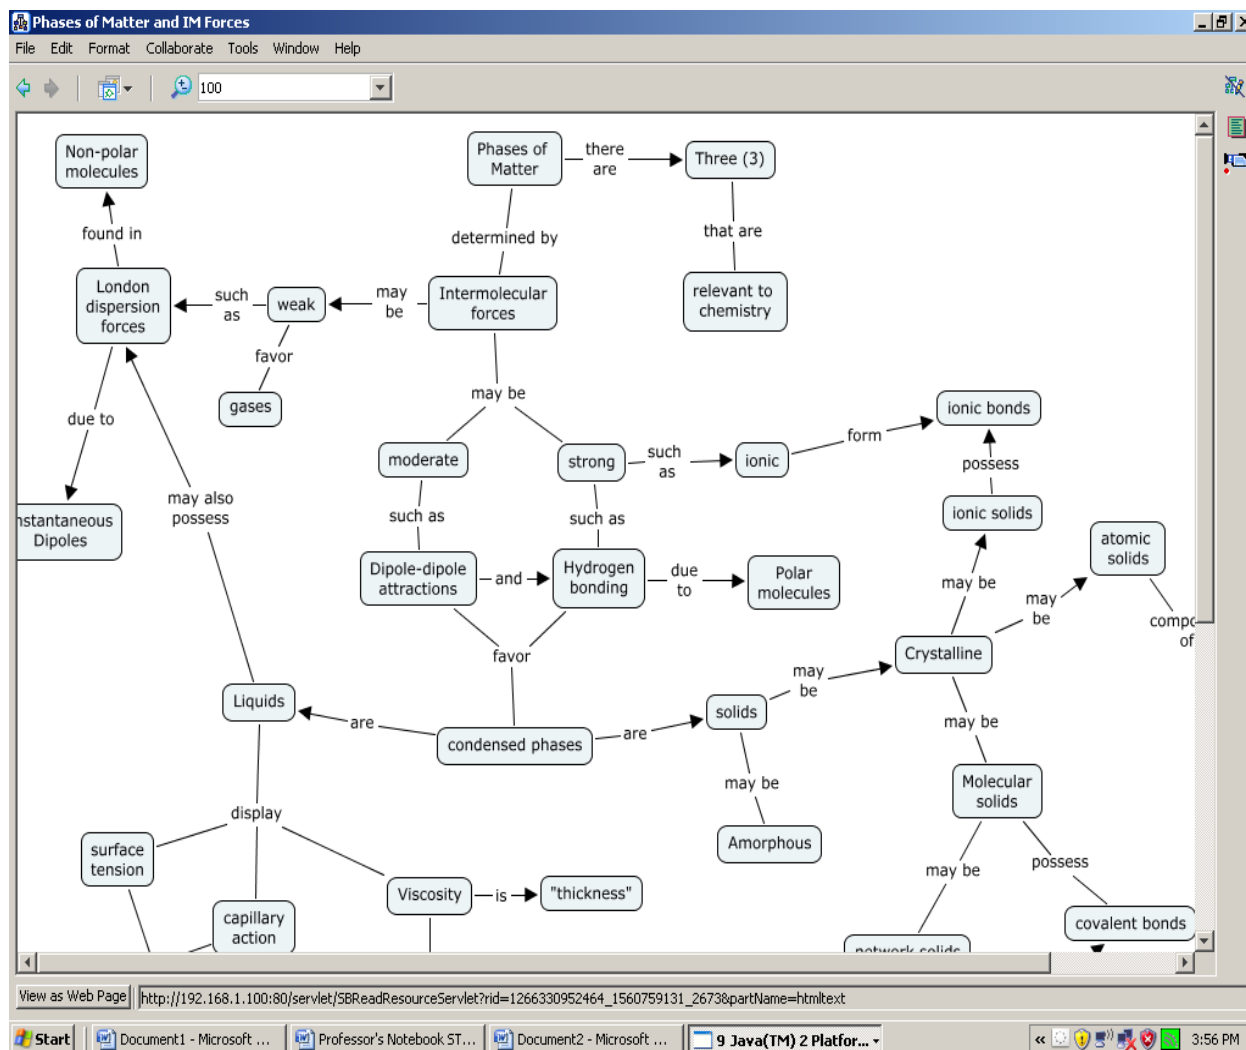 Phases of Matter and IM Forces
File Edit Format Collaborate Tools Window Help
100
Non-polar
molecules
Phases of
Matter
there
are
Three (3)
found in
determined by
that are
London
dispersion
forces
such
as
weak
may
be
Intermolecular
forces
relevant to
chemistry
favor
gases
may be
due to
ionic bonds
form
moderate
strong
such
as
ionic
possess
may also
possess
such as
such as
ionic solids
nstantaneous
Dipoles
atomic
solids
Dipole-dipole
attractions
and
Hydrogen
bonding
due
to
Polar
molecules
may be
may
be
compo
of
favor
Crystalline
may
be
Liquids
are
condensed phases
are
solids
may be
may be
Molecular
solids
display
surface
tension
Amorphous
may be
possess
Viscosity
is
"thickness"
capillary
action
covalent bonds
network solids
View as Web Page
http://192.168.1.100:80/servlet/SBReadResourceServlet?rid=1266330952464_1560759131_2673&partName=htmltext
Start
Document1 - Microsoft ...
Professor's Notebook ST...
Document2 - Microsoft ...
9 Java(TM) 2 Platfor...
3:56 PM